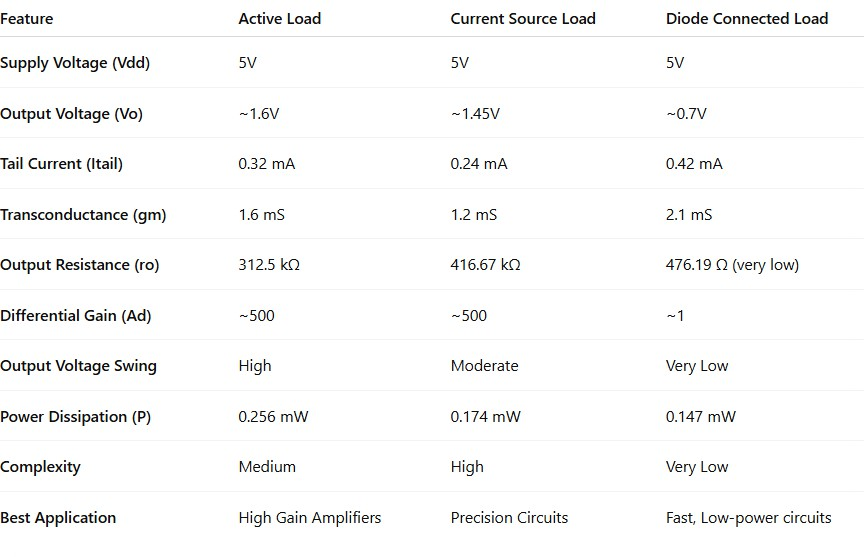 Feature Active Load Current Source Load Diode Connected Load
Supply Voltage (Vdd) 5V 5V 5V
Output Voltage (Vo) ~1.6V ~1.45V ~0.7V
Tail Current (Itail) 0.32 mA 0.24 mA 0.42 mA
Transconductance (gm) 1.6 mS 1.2 mS 2.1 mS
Output Resistance (ro) 312.5 kΩ 416.67 kΩ 476.19 Ω (very low)
Differential Gain (Ad) ~500 ~500 ~1
Output Voltage Swing High Moderate Very Low
Power Dissipation (P) 0.256 mW 0.174 mW 0.147 mW
Complexity Medium High Very Low
Best Application High Gain Amplifiers Precision Circuits Fast, Low-power circuits